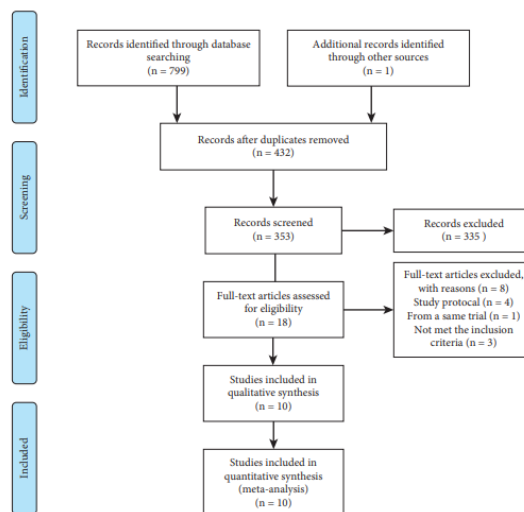 Identification
Records identified through database
searching
(n = 799)
Additional records identified
through other sources
(n = 1)
Records after duplicates removed
(n = 432)
Screening
Records screened
(n = 353)
Records excluded
(n = 335 )
Eligibility
Full-text articles assessed
for eligibility
(n = 18)
Full-text articles excluded,
with reasons (n = 8)
Study protocal (n = 4)
From a same trial (n = 1)
Not met the inclusion
criteria (n = 3)
Studies included in
qualitative synthesis
(n = 10)
Included
Studies included in
quantitative synthesis
(meta-analysis)
(n = 10)